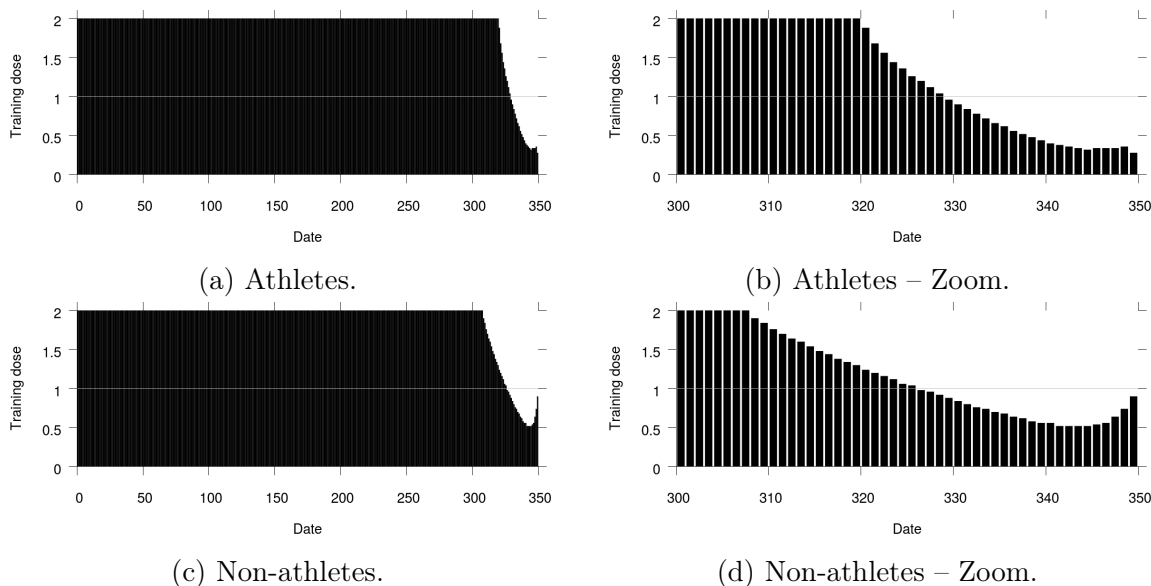 2
1.5
1
0.5
0
Training dose
0 50 100 150 200 250 300 350
Date
(a) Athletes.
2
1.5
1
0.5
0
Training dose
300 310 320 330 340 350
Date
(b) Athletes – Zoom.
2
1.5
1
0.5
0
Training dose
0 50 100 150 200 250 300 350
Date
(c) Non-athletes.
2
1.5
1
0.5
0
Training dose
300 310 320 330 340 350
Date
(d) Non-athletes – Zoom.